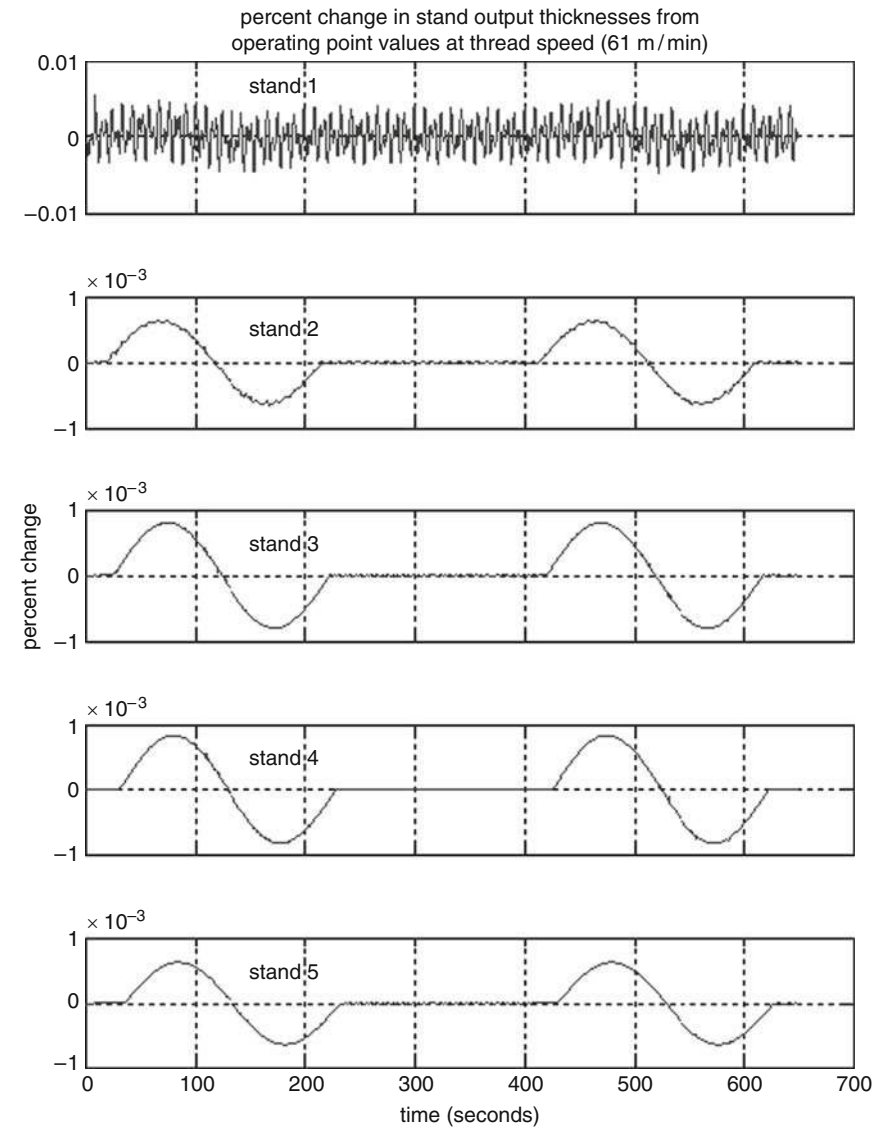 percent change in stand output thicknesses from
operating point values at thread speed (61 m/min)
0.01
stand 1
0
−0.01
× 10⁻³
1
stand 2
0
−1
× 10⁻³
1
stand 3
0
−1
× 10⁻³
1
stand 4
0
−1
× 10⁻³
1
stand 5
0
−1
percent change
0 100 200 300 400 500 600 700
time (seconds)